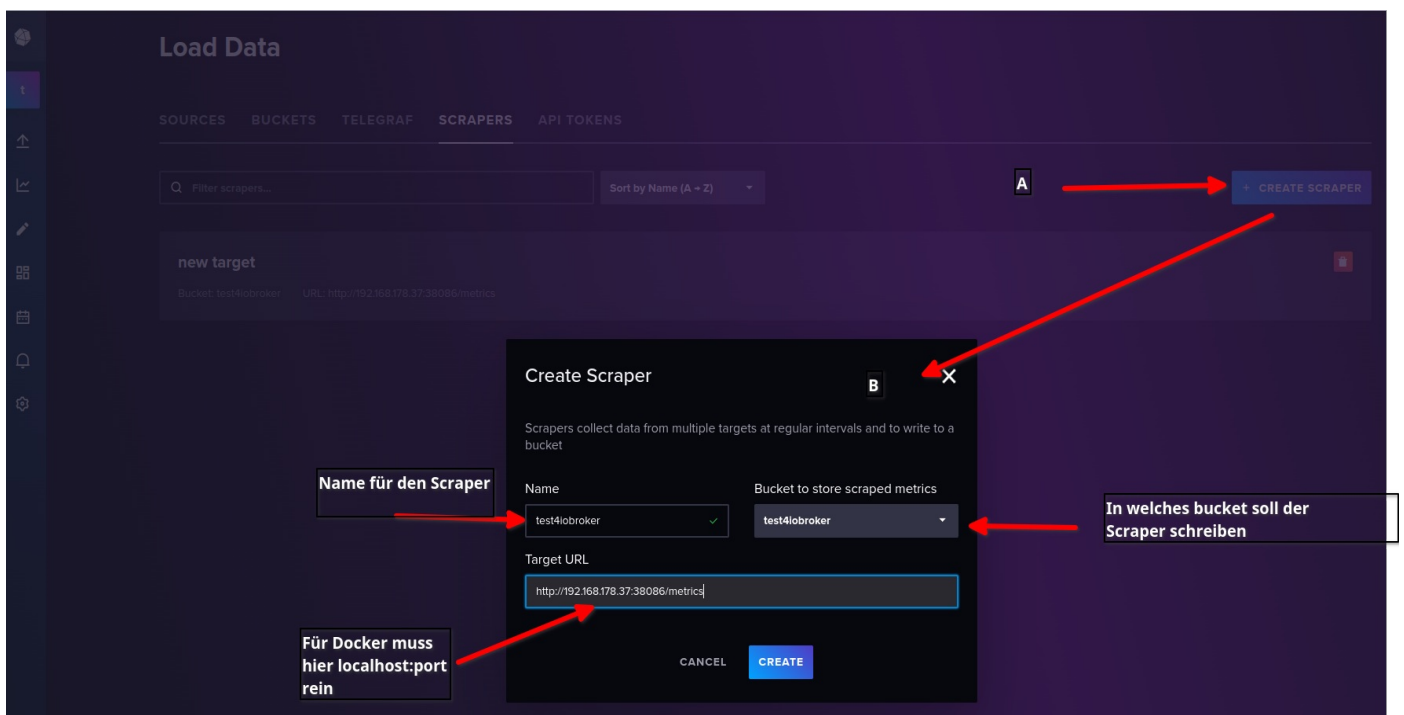 Load Data
t
SOURCES BUCKETS TELEGRAF SCRAPERS API TOKENS
Filter scrapers...
Sort by Name (A → Z)
A
+ CREATE SCRAPER
new target
Bucket: test4iobroker URL: http://192.168.178.37:38086/metrics
Create Scraper
B
Scrapers collect data from multiple targets at regular intervals and to write to a
bucket
Name für den Scraper
Name
Bucket to store scraped metrics
test4iobroker
test4iobroker
In welches bucket soll der
Scraper schreiben
Target URL
http://192.168.178.37:38086/metrics
Für Docker muss
hier localhost:port
rein
CANCEL
CREATE